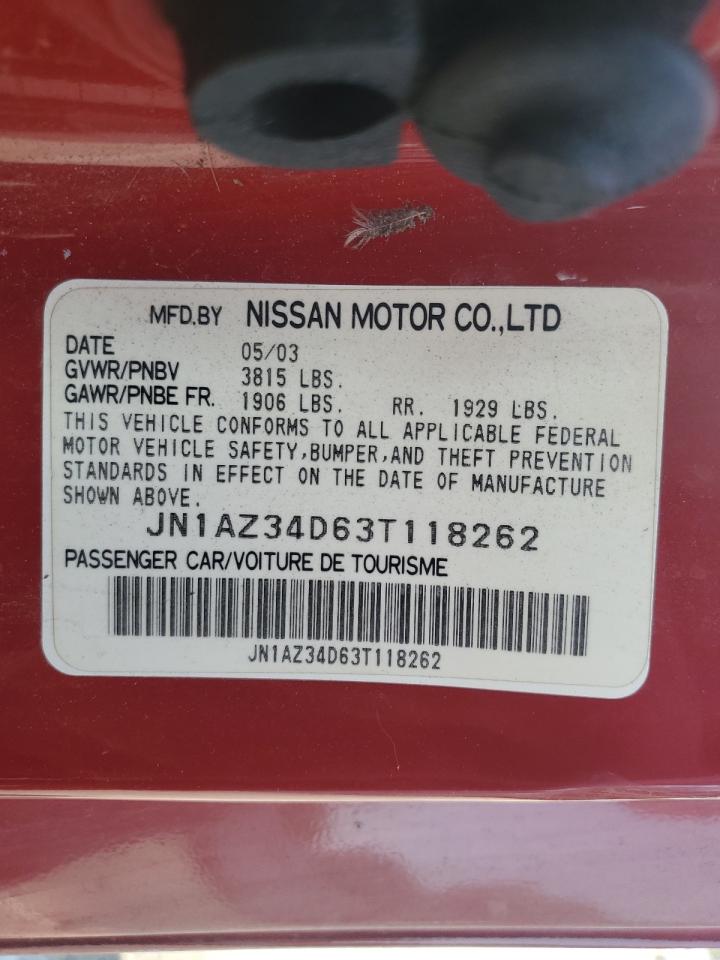 MFD.BY NISSAN MOTOR CO.,LTD
DATE 05/03
GVWR/PNBV 3815 LBS.
GAWR/PNBE FR. 1906 LBS. RR. 1929 LBS.
THIS VEHICLE CONFORMS TO ALL APPLICABLE FEDERAL
MOTOR VEHICLE SAFETY,BUMPER,AND THEFT PREVENTION
STANDARDS IN EFFECT ON THE DATE OF MANUFACTURE
SHOWN ABOVE.
JN1AZ34D63T118262
PASSENGER CAR/VOITURE DE TOURISME
JN1AZ34D63T118262